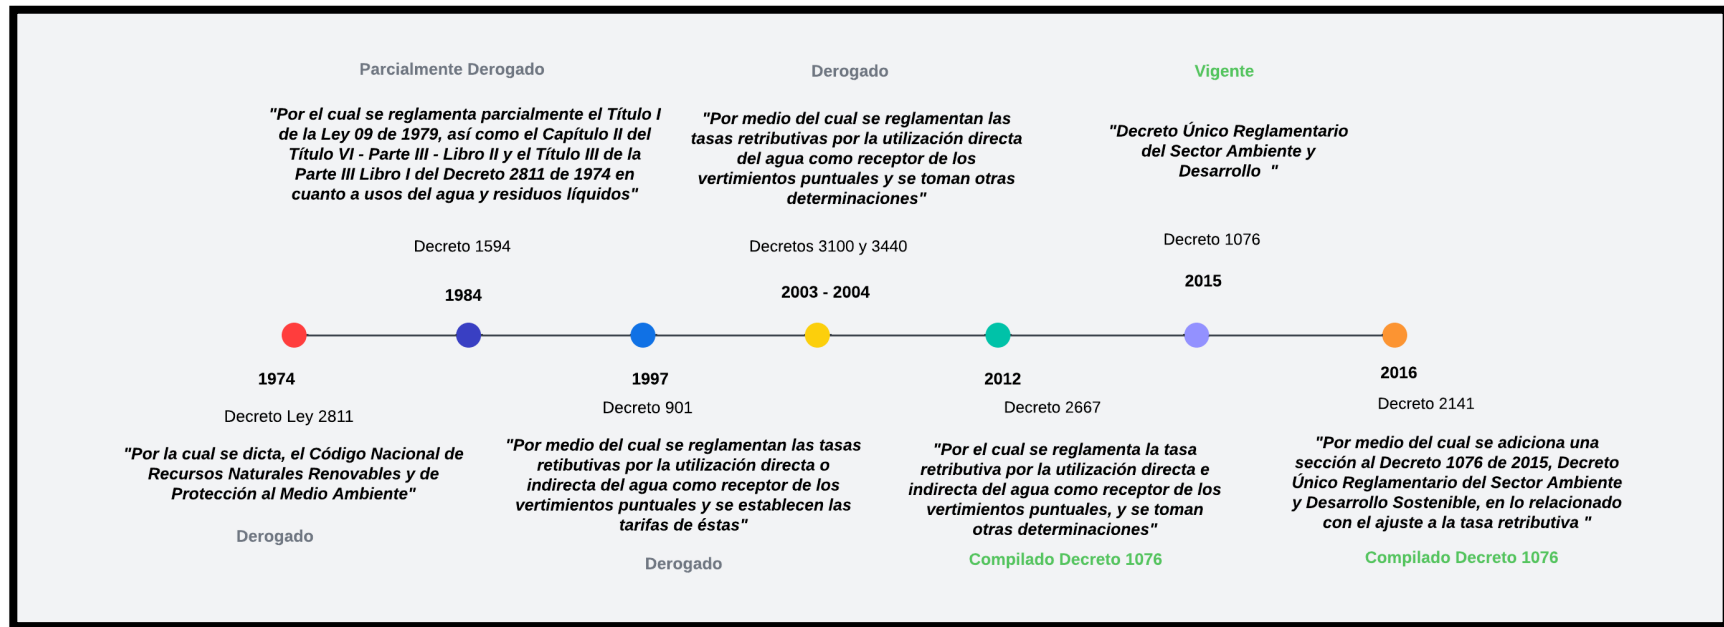 Parcialmente Derogado
"Por el cual se reglamenta parcialmente el Título I
de la Ley 09 de 1979, así como el Capítulo II del
Título VI - Parte III - Libro II y el Título III de la
Parte III Libro I del Decreto 2811 de 1974 en
cuanto a usos del agua y residuos líquidos"
Decreto 1594
1984
Derogado
"Por medio del cual se reglamentan las
tasas retributivas por la utilización directa
del agua como receptor de los
vertimientos puntuales y se toman otras
determinaciones"
Decretos 3100 y 3440
2003 - 2004
Vigente
"Decreto Único Reglamentario
del Sector Ambiente y
Desarrollo "
Decreto 1076
2015
1974
Decreto Ley 2811
"Por la cual se dicta, el Código Nacional de
Recursos Naturales Renovables y de
Protección al Medio Ambiente"
Derogado
1997
Decreto 901
"Por medio del cual se reglamentan las tasas
retibutivas por la utilización directa o
indirecta del agua como receptor de los
vertimientos puntuales y se establecen las
tarifas de éstas"
Derogado
2012
Decreto 2667
"Por el cual se reglamenta la tasa
retributiva por la utilización directa e
indirecta del agua como receptor de los
vertimientos puntuales, y se toman
otras determinaciones"
Compilado Decreto 1076
2016
Decreto 2141
"Por medio del cual se adiciona una
sección al Decreto 1076 de 2015, Decreto
Único Reglamentario del Sector Ambiente
y Desarrollo Sostenible, en lo relacionado
con el ajuste a la tasa retributiva "
Compilado Decreto 1076